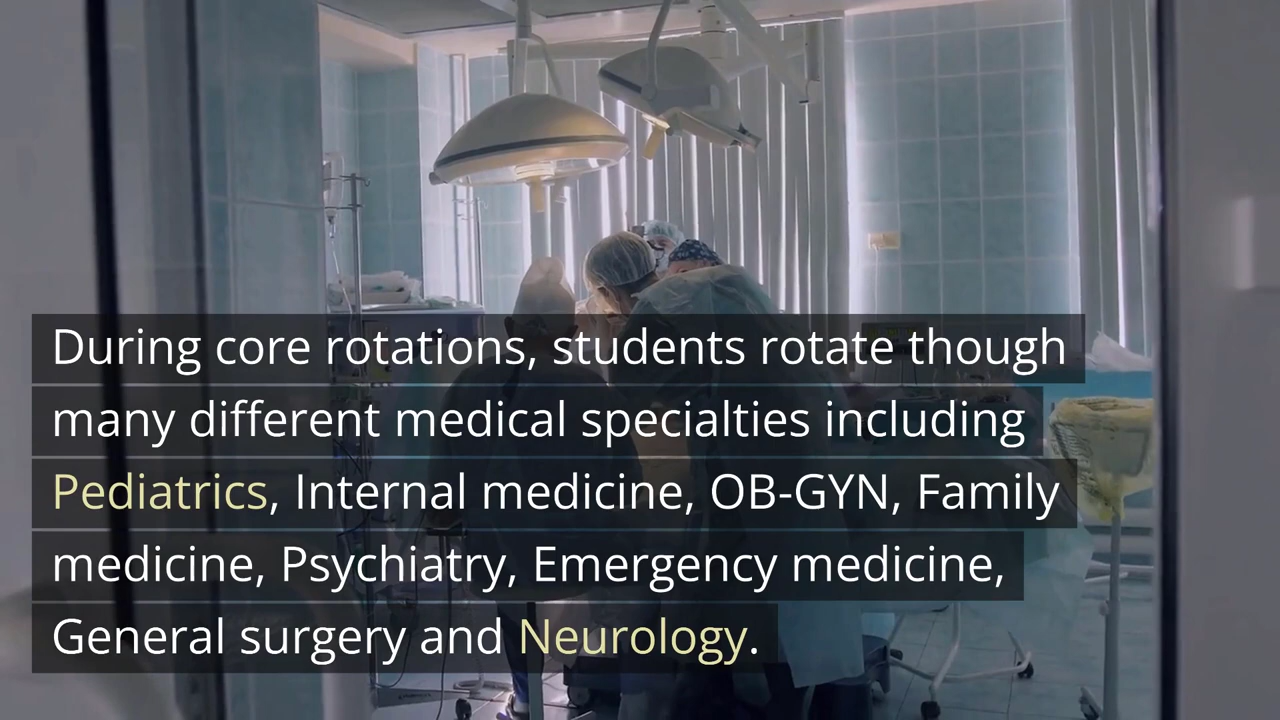 During core rotations, students rotate though
many different medical specialties including
Pediatrics, Internal medicine, OB-GYN, Family
medicine, Psychiatry, Emergency medicine,
General surgery and Neurology.